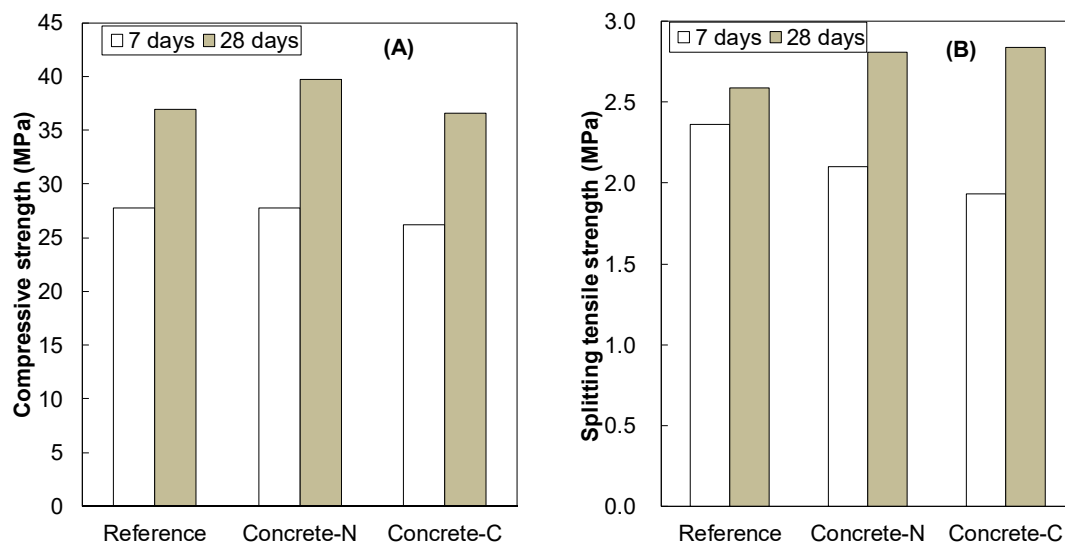 Compressive strength (MPa)
45
40
35
30
25
20
15
10
5
0
7 days 28 days
(A)
Reference Concrete-N Concrete-C
Splitting tensile strength (MPa)
3.0
2.5
2.0
1.5
1.0
0.5
0.0
7 days 28 days
(B)
Reference Concrete-N Concrete-C